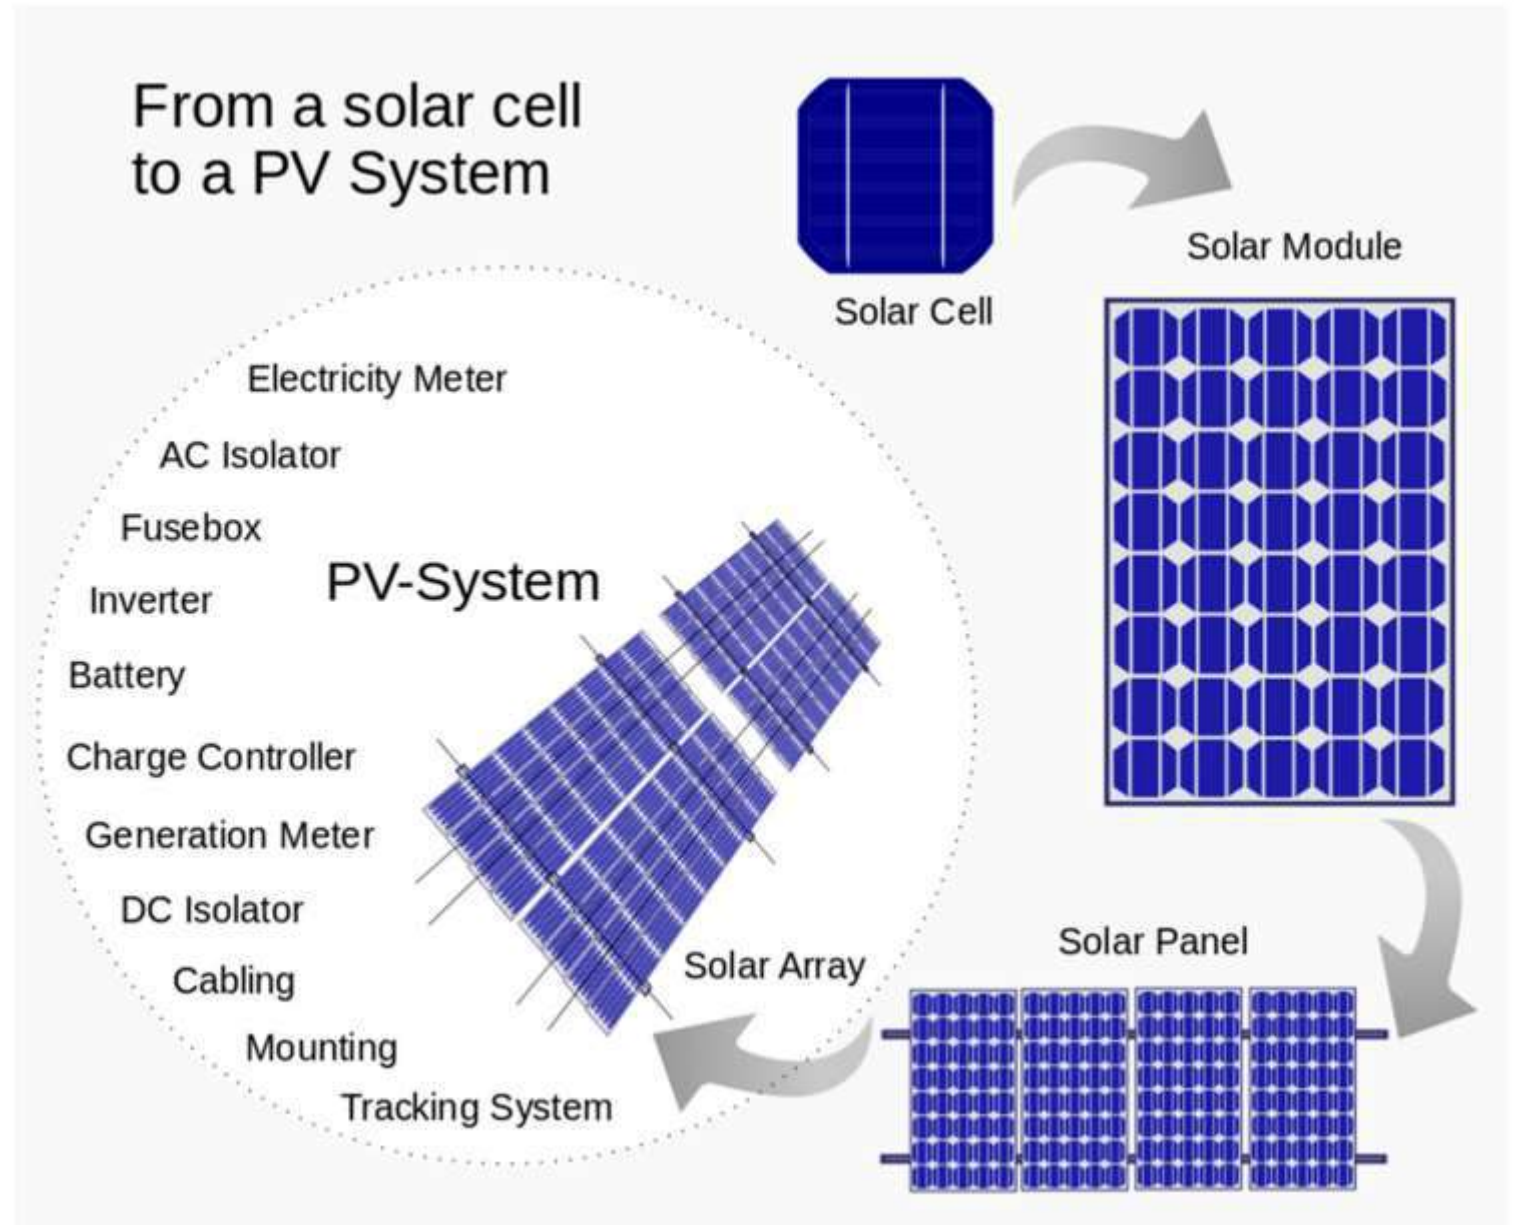 From a solar cell
to a PV System
Solar Cell
Solar Module
Electricity Meter
AC Isolator
Fusebox
PV-System
Inverter
Battery
Charge Controller
Generation Meter
DC Isolator
Cabling
Mounting
Tracking System
Solar Array
Solar Panel